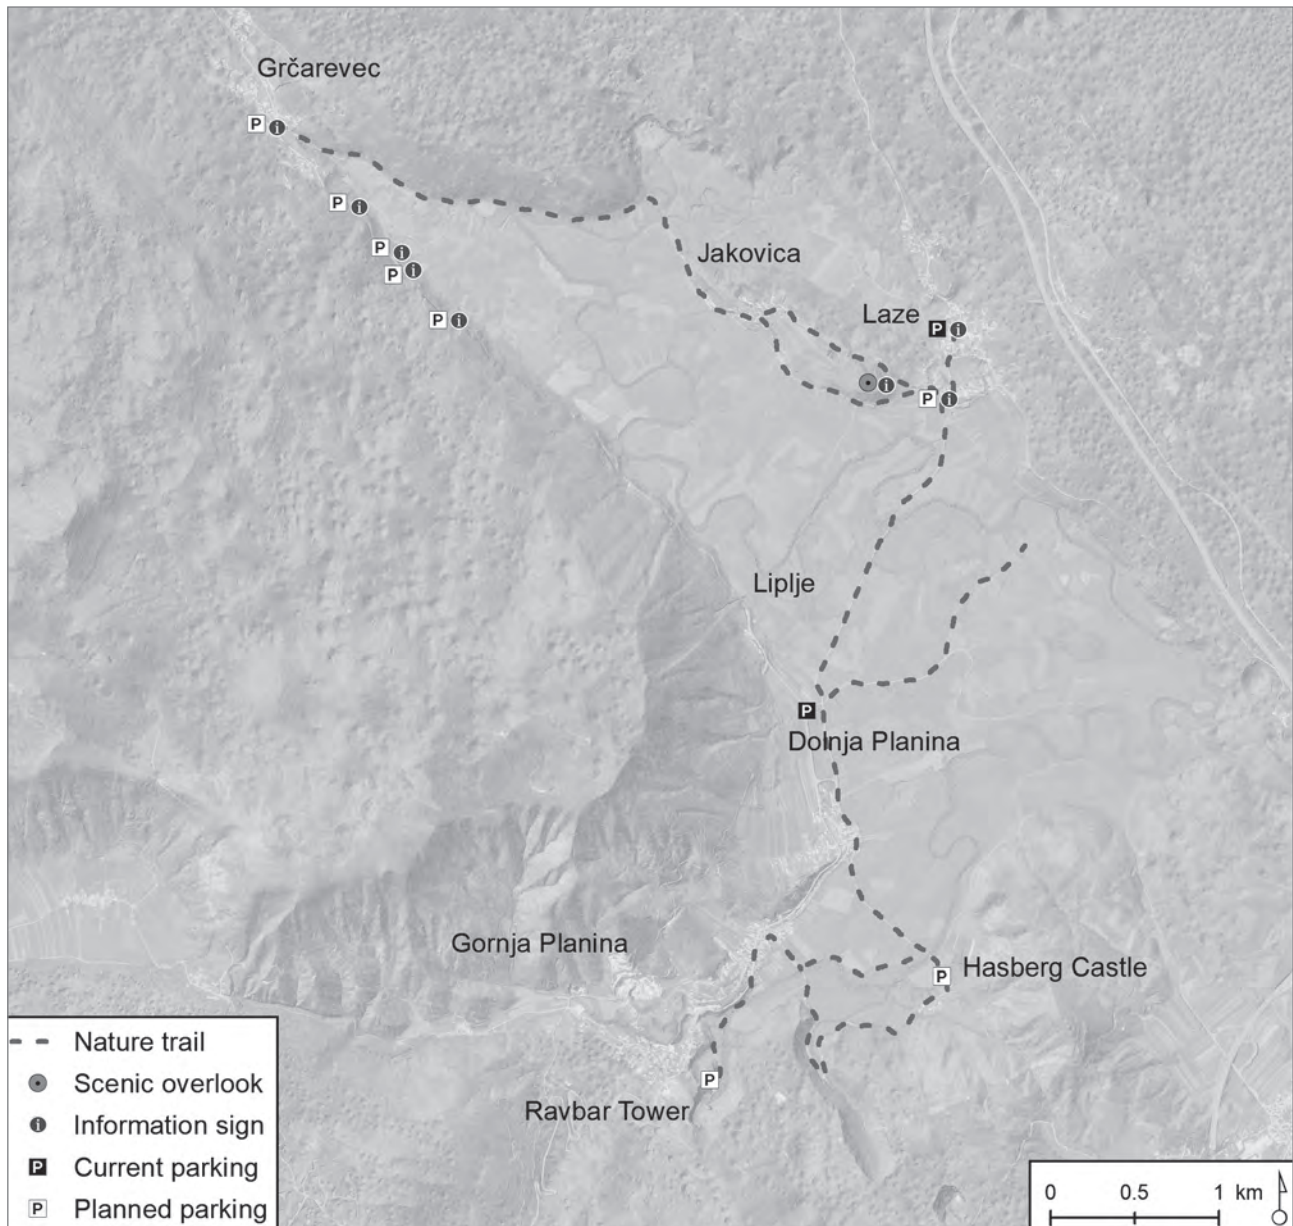 Grčarevec
P i
P i
P i
P i
P i
Jakovica
Laze
P i
i
P i
Liplje
P
Dolnja Planina
Gornja Planina
Hasberg Castle
P
P
Ravbar Tower
Nature trail
Scenic overlook
i Information sign
P Current parking
P Planned parking
0 0.5 1 km